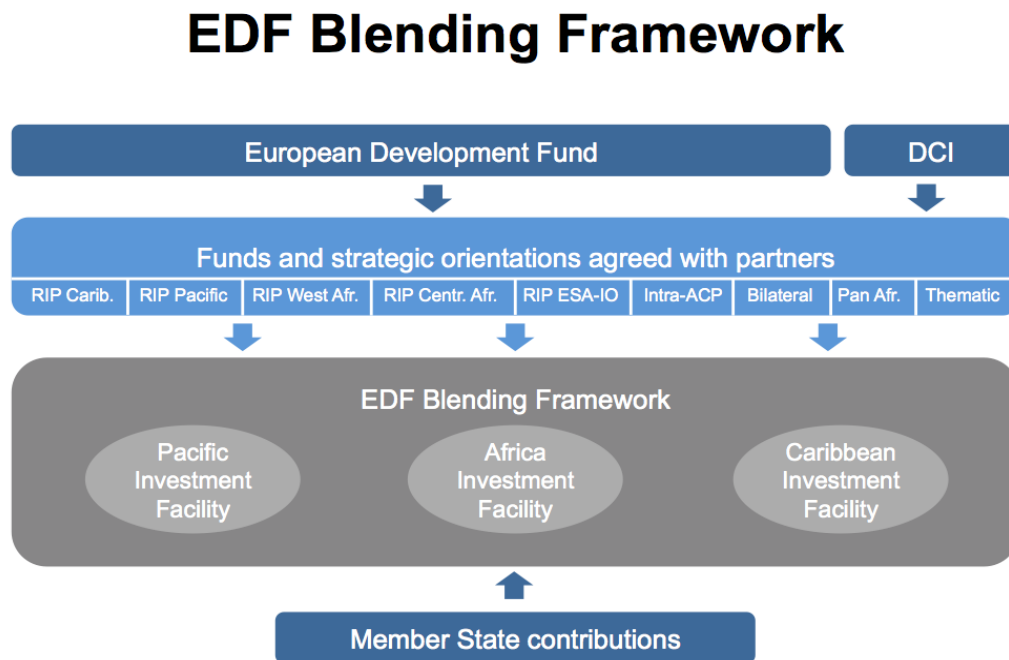 EDF Blending Framework
European Development Fund
DCI
Funds and strategic orientations agreed with partners
RIP Carib.
RIP Pacific
RIP West Afr.
RIP Centr. Afr.
RIP ESA-IO
Intra-ACP
Bilateral
Pan Afr.
Thematic
EDF Blending Framework
Pacific
Investment
Facility
Africa
Investment
Facility
Caribbean
Investment
Facility
Member State contributions